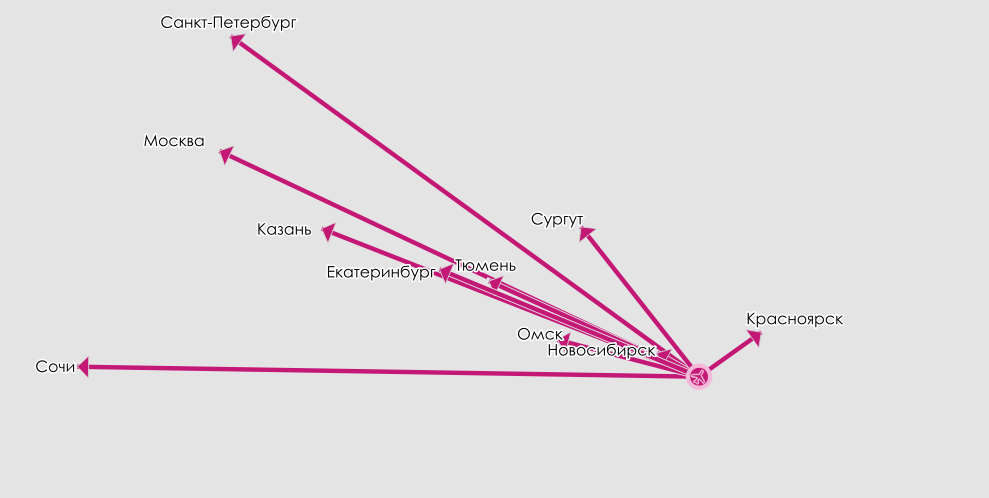 Санкт-Петербург
Москва
Сургут
Казань
Тюмень
Екатеринбург
Красноярск
Омск
Новосибирск
Сочи